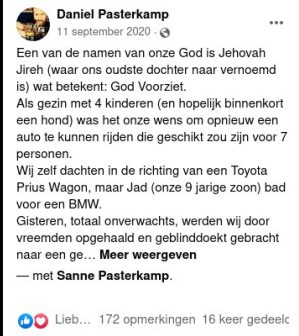 Daniel Pasterkamp
11 september 2020 ·
Een van de namen van onze God is Jehovah
Jireh (waar ons oudste dochter naar vernoemd
is) wat betekent: God Voorziet.
Als gezin met 4 kinderen (en hopelijk binnenkort
een hond) was het onze wens om opnieuw een
auto te kunnen rijden die geschikt zou zijn voor 7
personen.
Wij zelf dachten in de richting van een Toyota
Prius Wagon, maar Jad (onze 9 jarige zoon) bad
voor een BMW.
Gisteren, totaal onverwachts, werden wij door
vreemden opgehaald en geblinddoekt gebracht
naar een ge… Meer weergeven
— met Sanne Pasterkamp.
Lieb... 172 opmerkingen 16 keer gedeeld